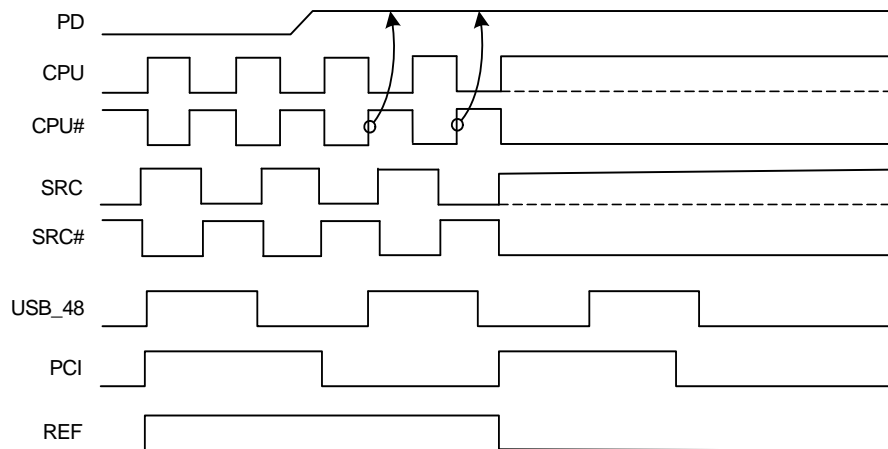 PD
CPU
CPU#
SRC
SRC#
USB_48
PCI
REF